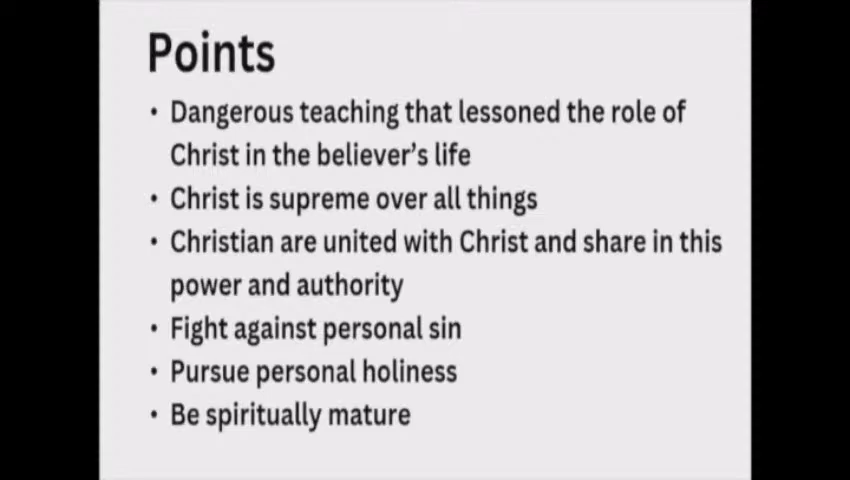 Points
• Dangerous teaching that lessoned the role of
Christ in the believer's life
• Christ is supreme over all things
• Christian are united with Christ and share in this
power and authority
• Fight against personal sin
• Pursue personal holiness
• Be spiritually mature